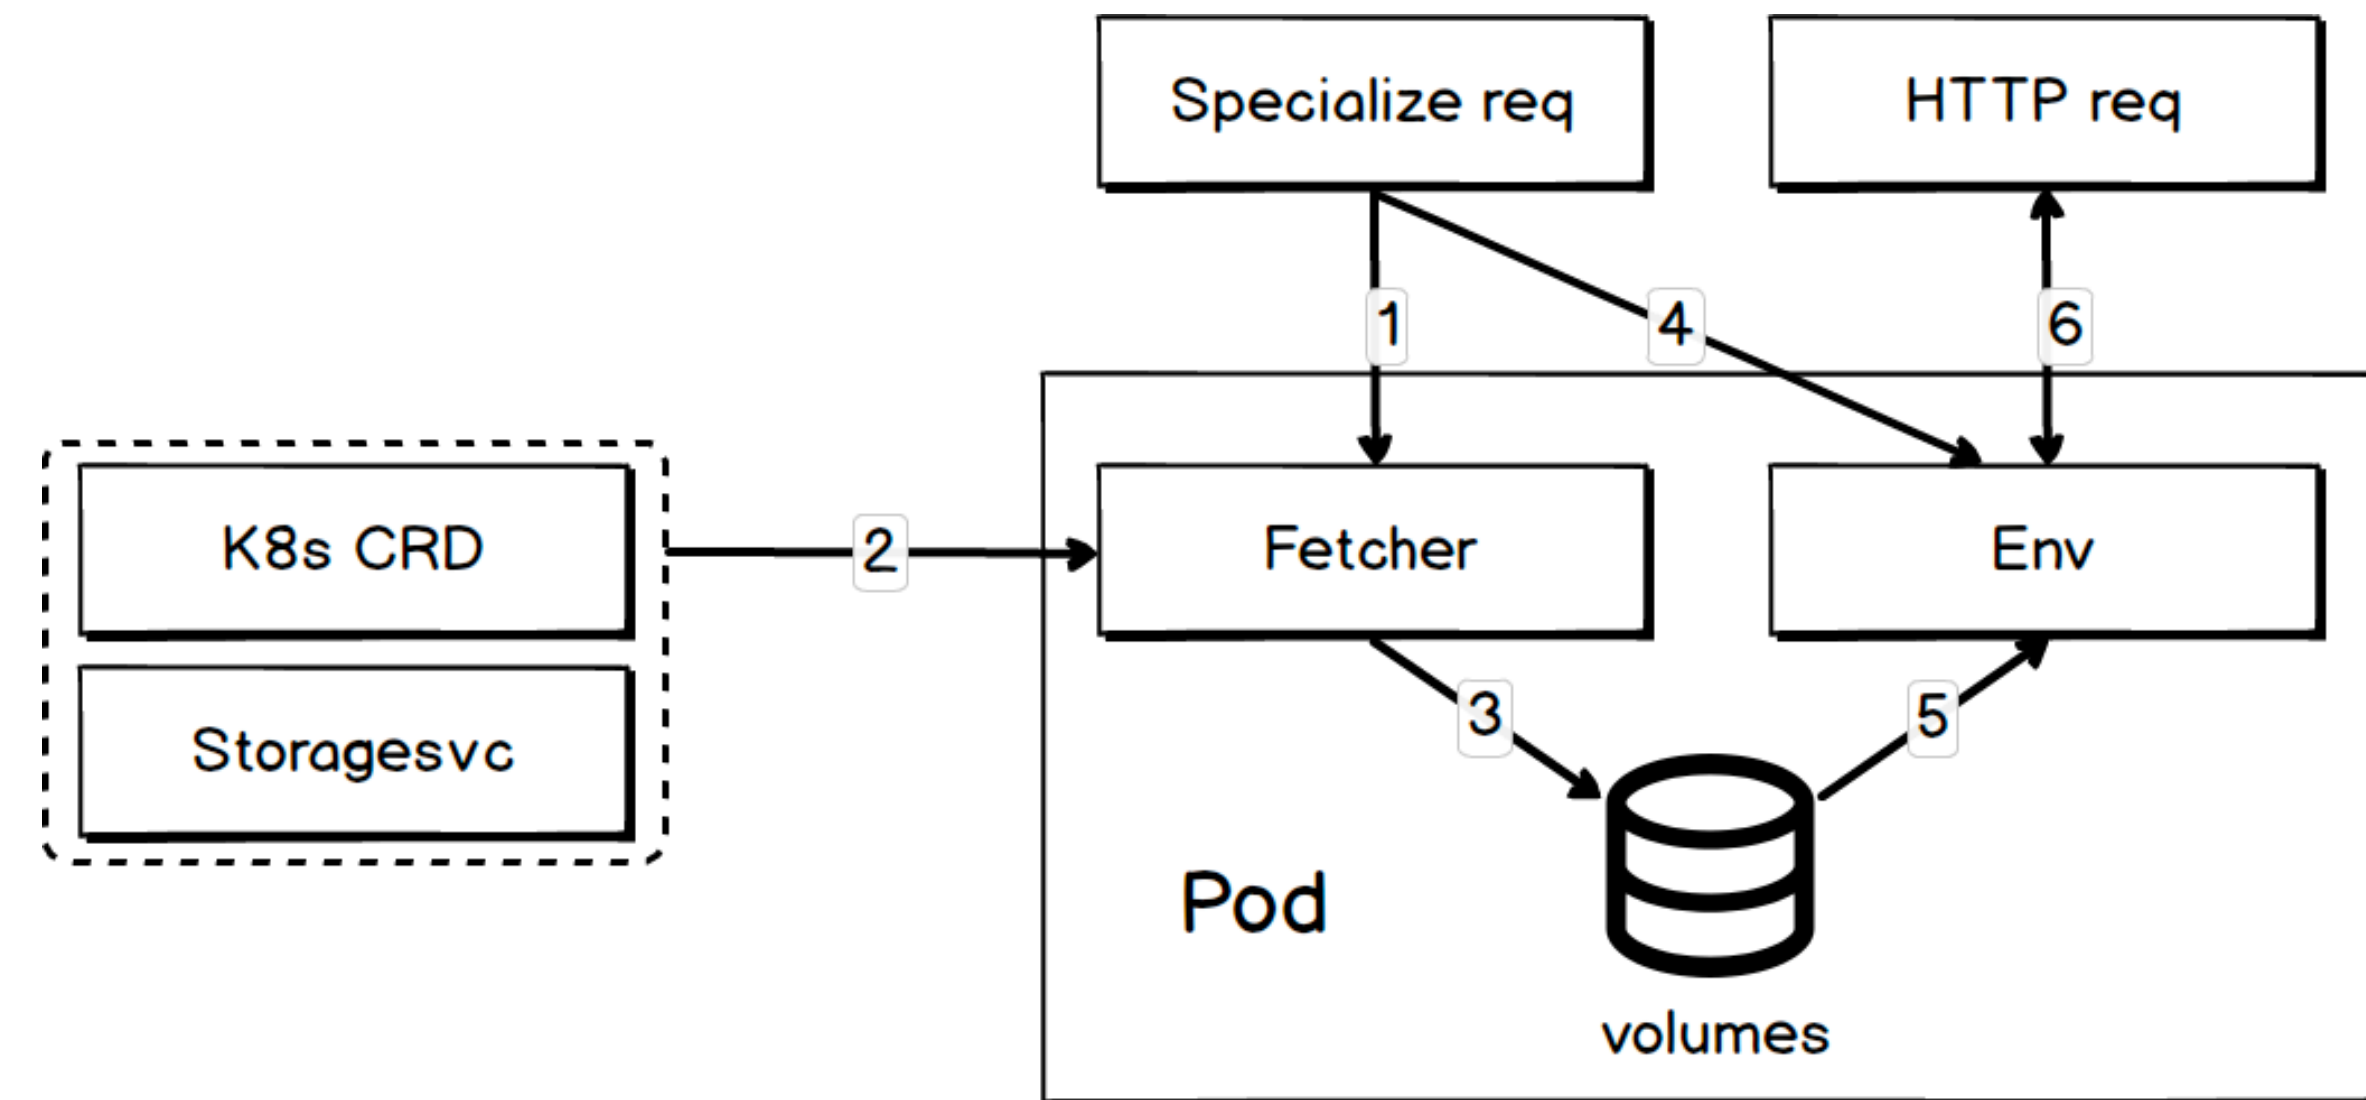 Specialize req
HTTP req
1
4
6
K8s CRD
2
Fetcher
Env
Storagesvc
3
5
Pod
volumes